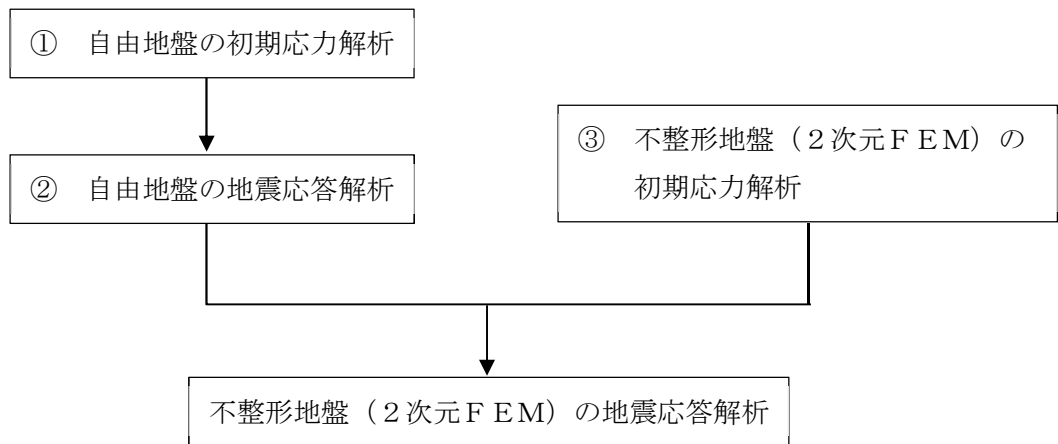 ① 自由地盤の初期応力解析
② 自由地盤の地震応答解析
③ 不整形地盤（２次元ＦＥＭ）の
初期応力解析
不整形地盤（２次元ＦＥＭ）の地震応答解析